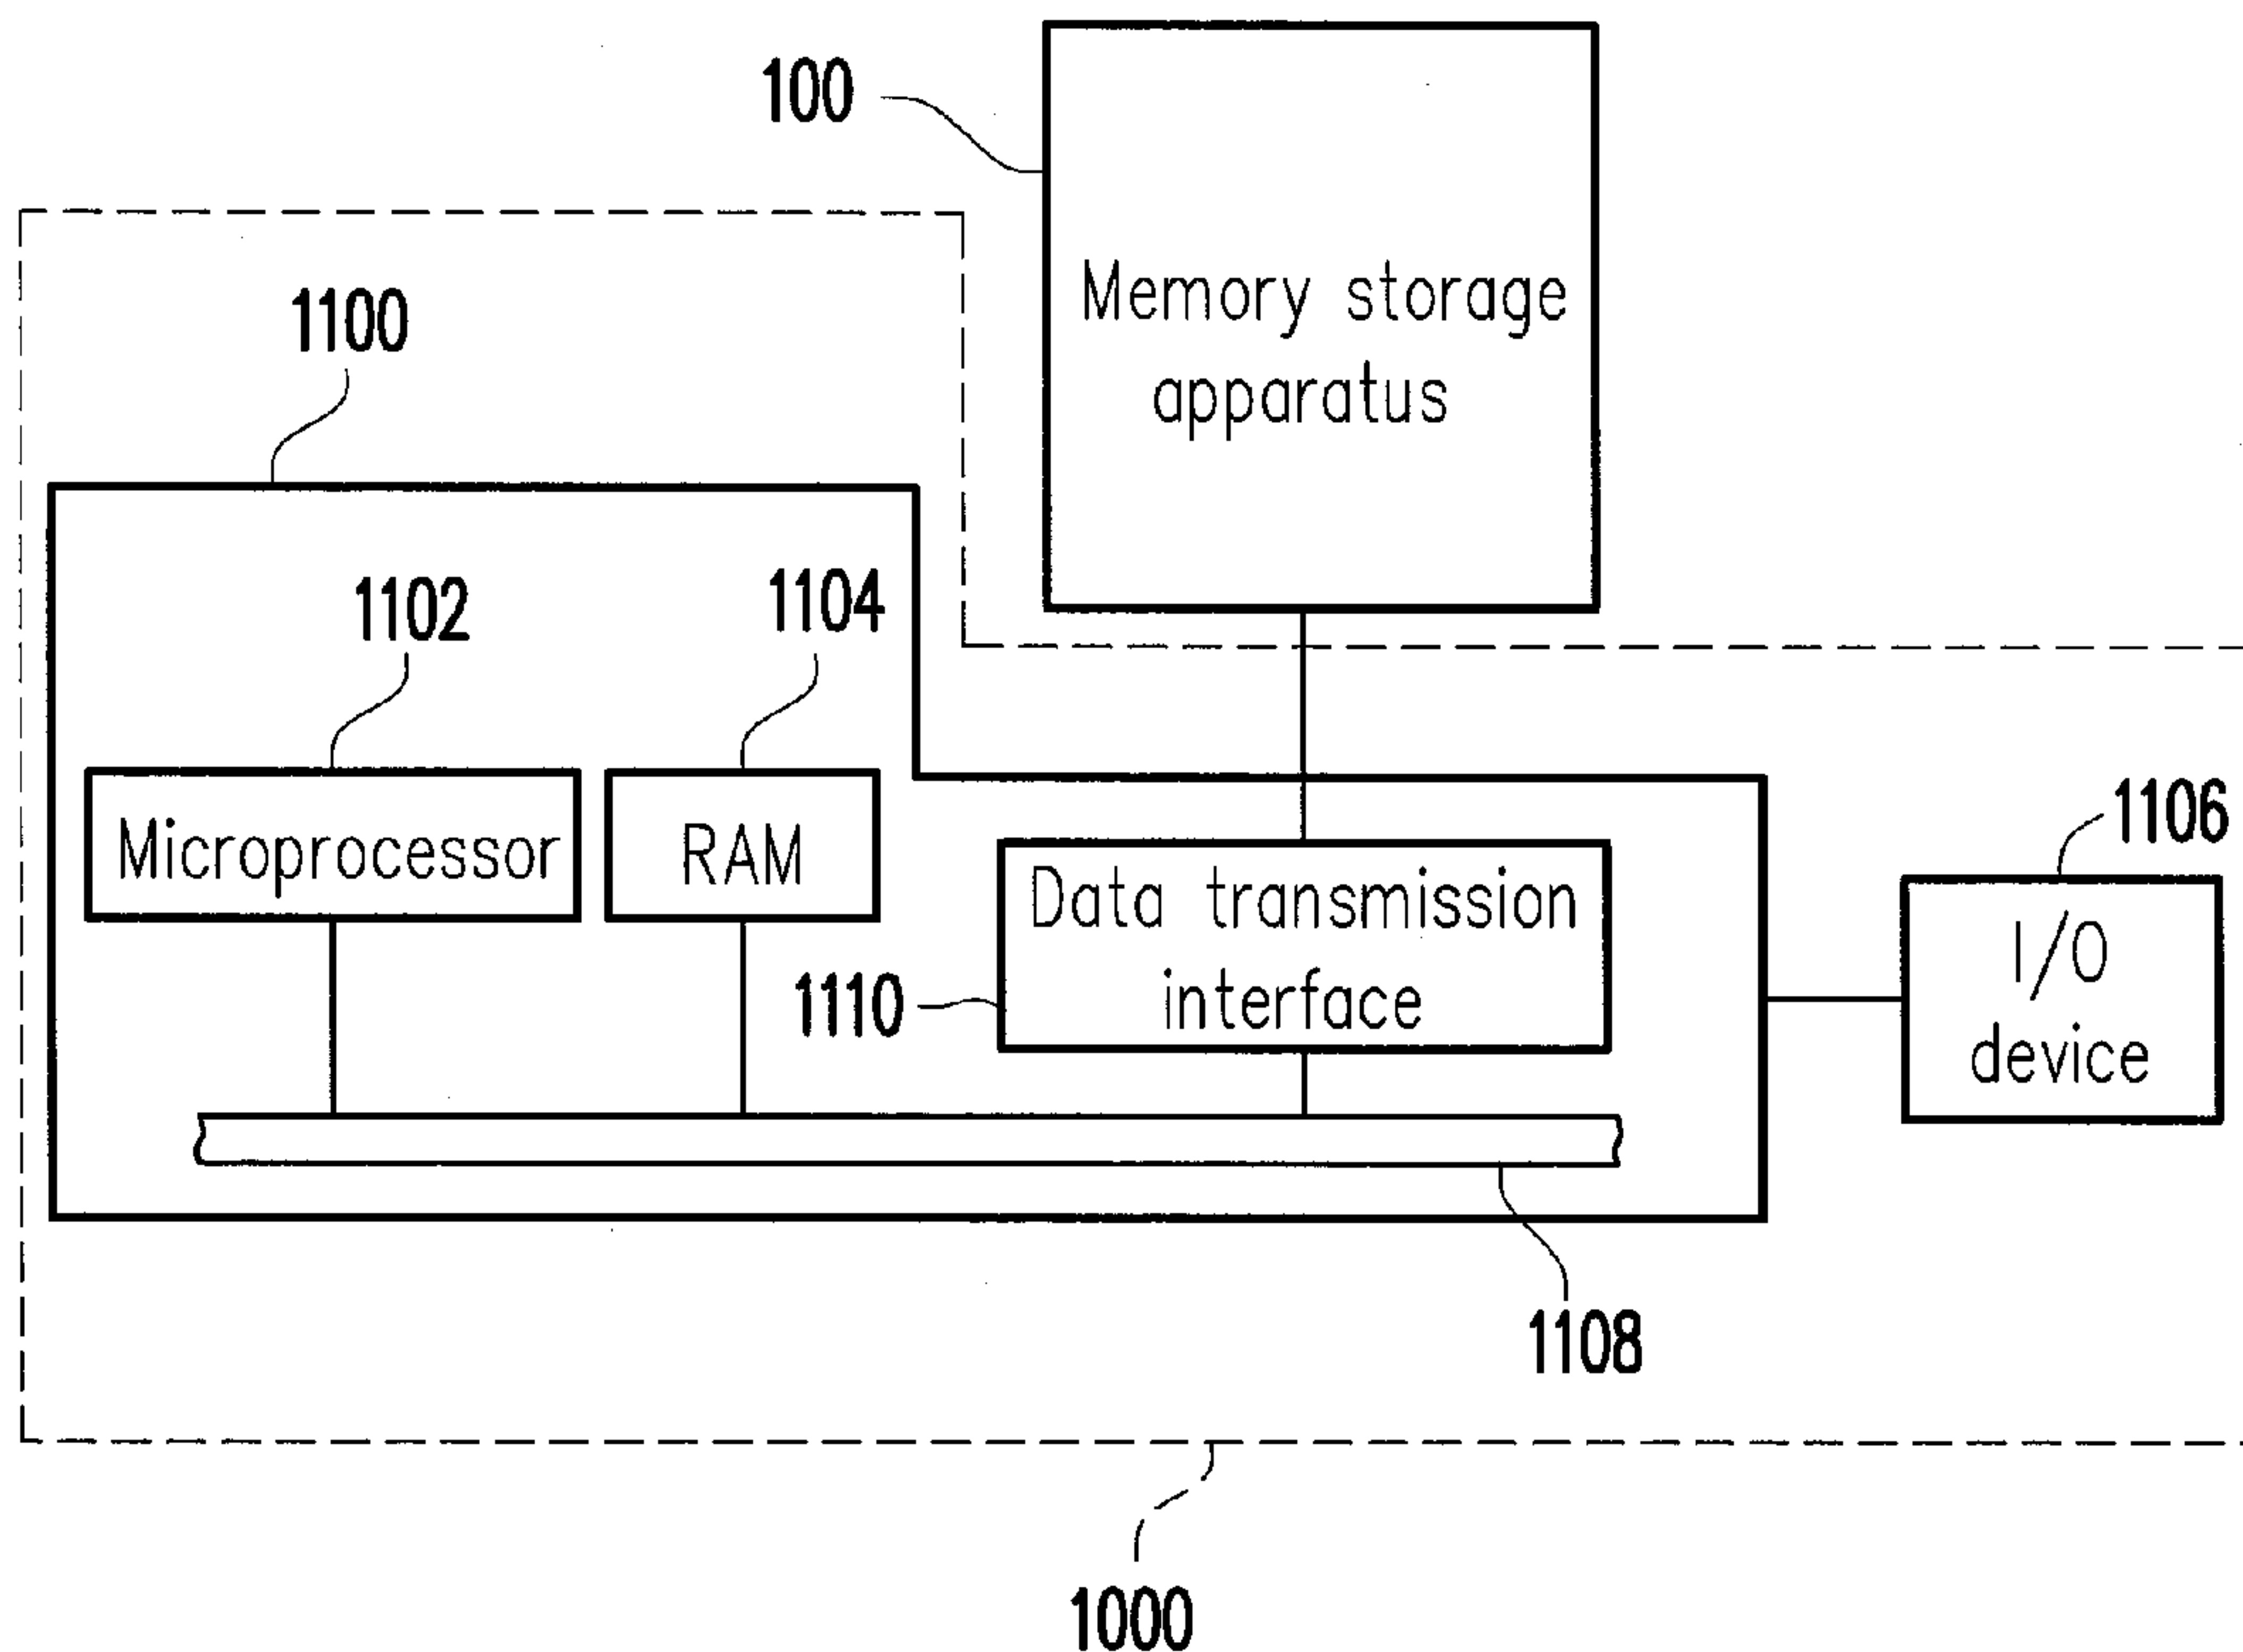 100
Memory storage
apparatus
1100
1102
1104
Microprocessor
RAM
1106
Data transmission
interface
1110
I/O
device
1108
1000